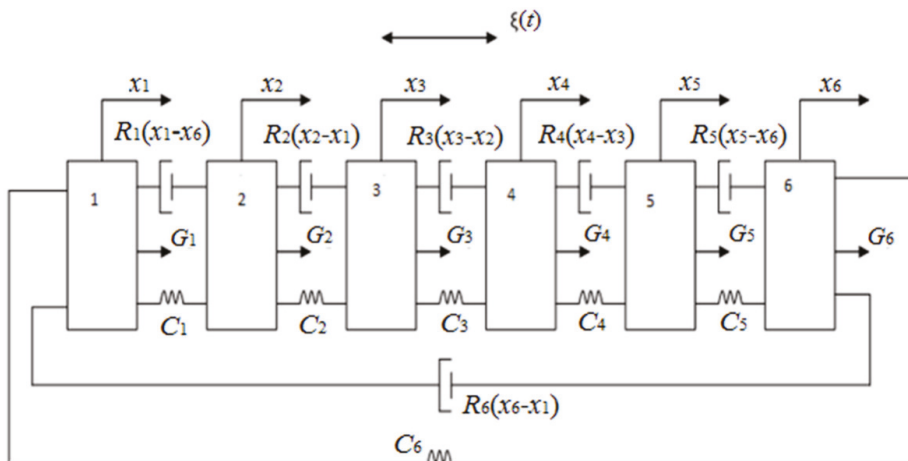 ξ(t)
x1 x2 x3 x4 x5 x6
R1(x1-x6) R2(x2-x1) R3(x3-x2) R4(x4-x3) R5(x5-x6)
1 2 3 4 5 6
G1 G2 G3 G4 G5 G6
C1 C2 C3 C4 C5
R6(x6-x1)
C6